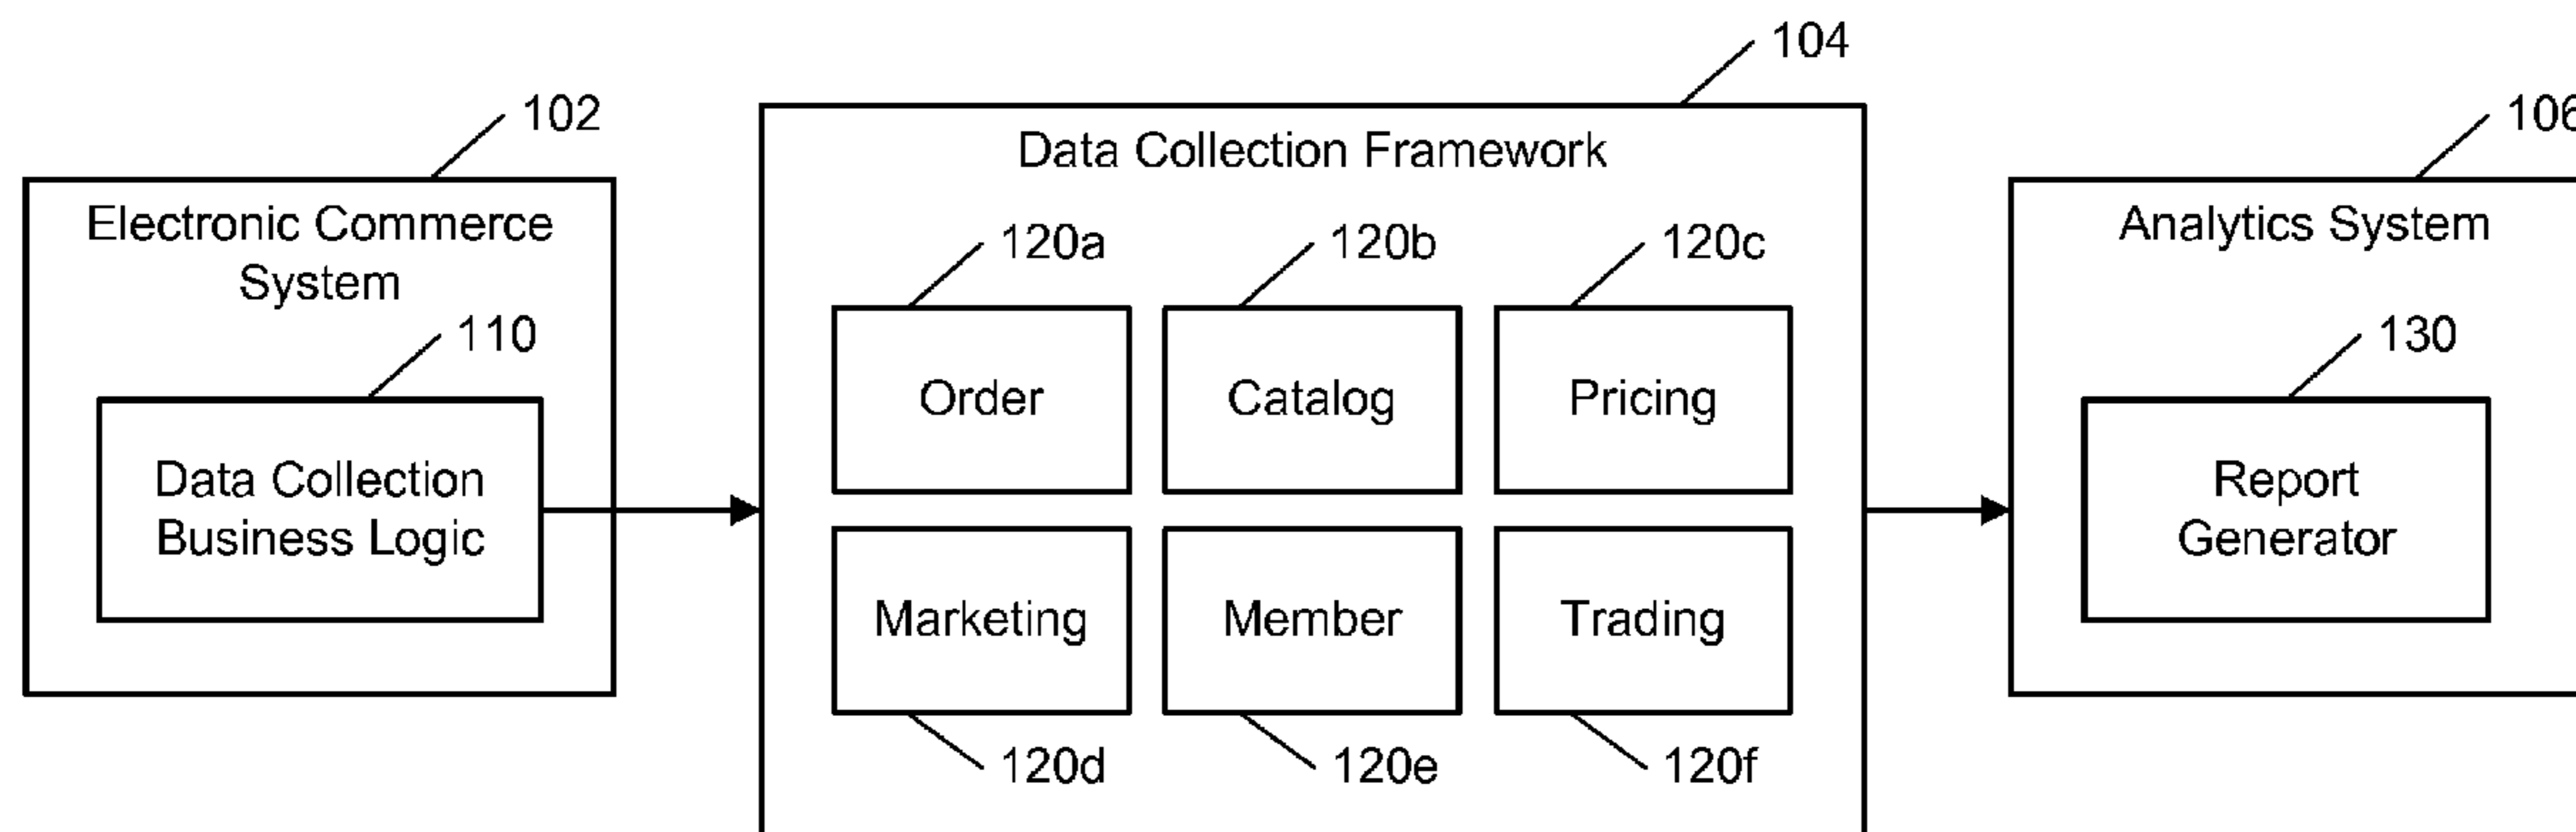 104
102
106
Data Collection Framework
Electronic Commerce
System
Analytics System
120a
120b
120c
110
130
Order
Catalog
Pricing
Data Collection
Business Logic
Report
Generator
Marketing
Member
Trading
120d
120e
120f